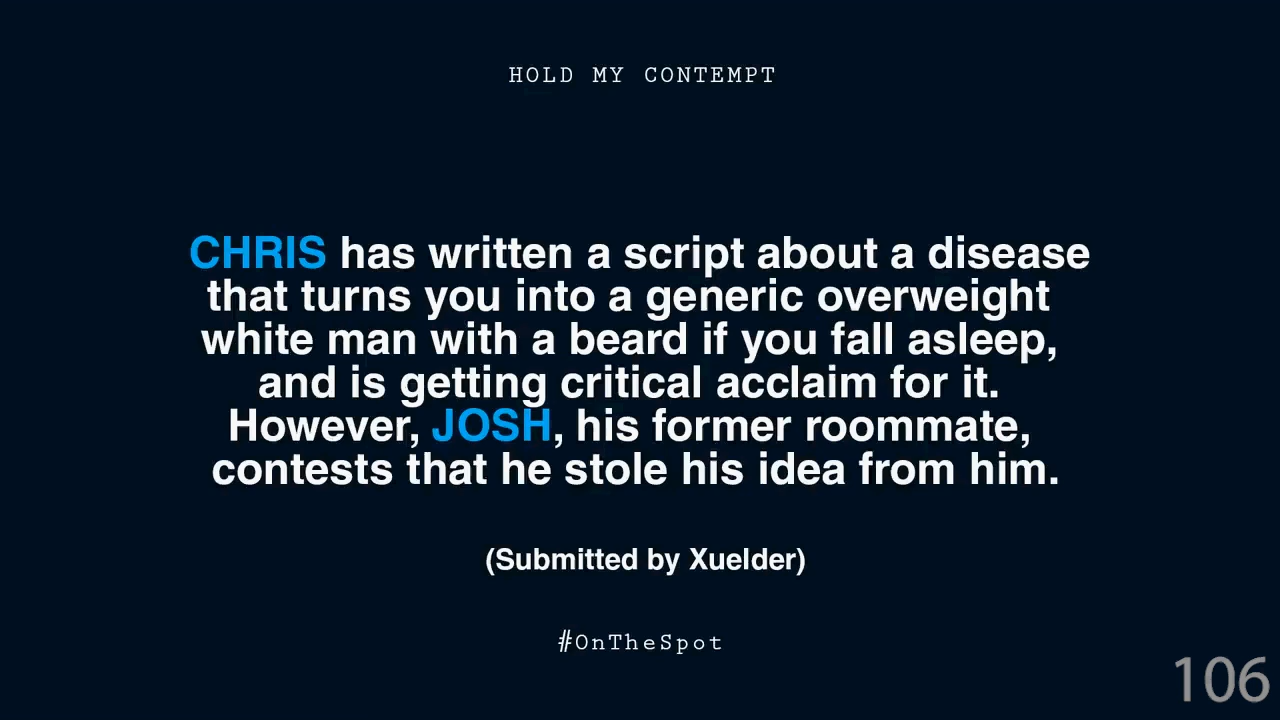 HOLD MY CONTEMPT
CHRIS has written a script about a disease
that turns you into a generic overweight
white man with a beard if you fall asleep,
and is getting critical acclaim for it.
However, JOSH, his former roommate,
contests that he stole his idea from him.
(Submitted by Xuelder)
#OnTheSpot
106